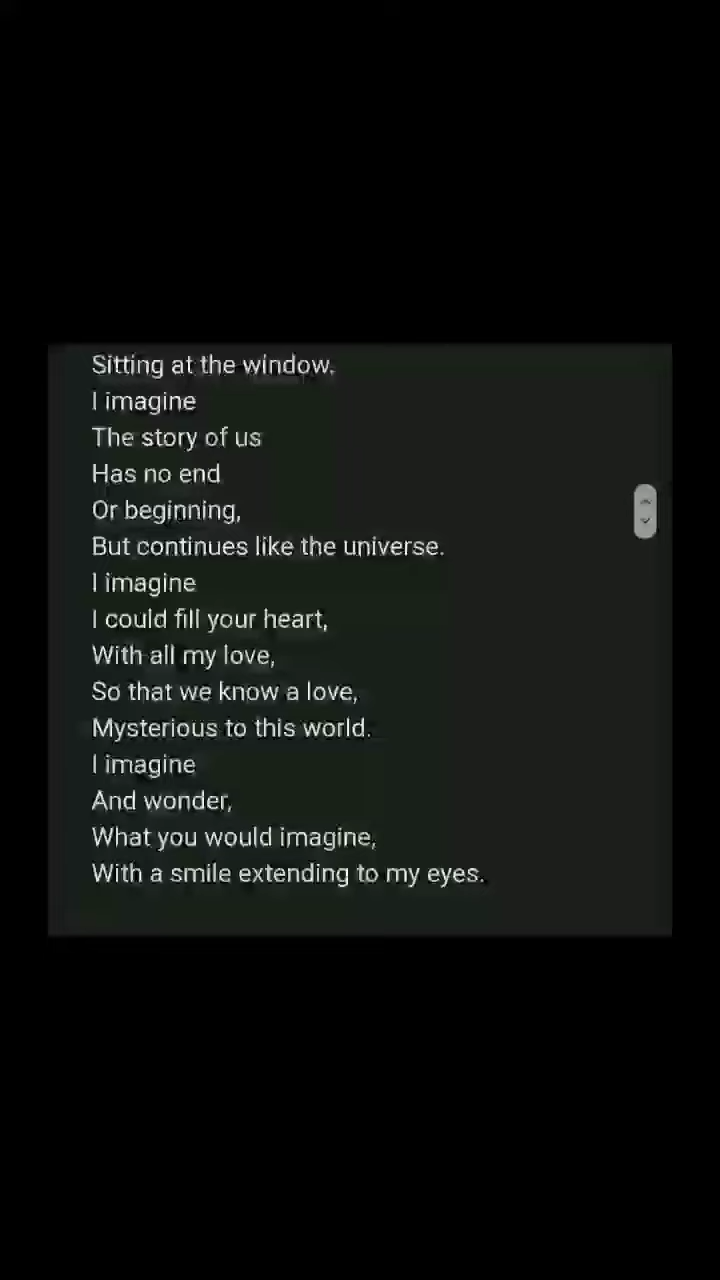 Sitting at the window.
I imagine
The story of us
Has no end
Or beginning,
But continues like the universe.
I imagine
I could fill your heart,
With all my love,
So that we know a love,
Mysterious to this world.
I imagine
And wonder,
What you would imagine,
With a smile extending to my eyes.